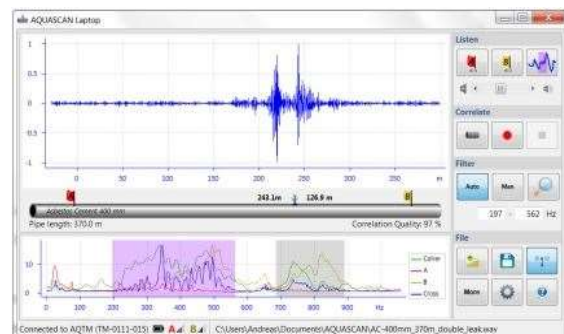 AQUASCAN Laptop
Listen
A B
Correlate
Filter
Auto Man
197 - 562 Hz
File
More
1
0.5
0
0.5
-1
0 50 100 150 200 250 300 350 m
A 243.1m 126.9 m B
Asbestos Cement 400 mm
Pipe length: 370.0 m Correlation Quality: 97 %
10
0
0 100 200 300 400 500 600 700 800 900 Hz
Coher
A
B
Cross
Connected to AQTM (TM-0111-015) A B C:\Users\Andreas\Documents\AQUASCAN\AC-400mm_370m_double_leak.wav